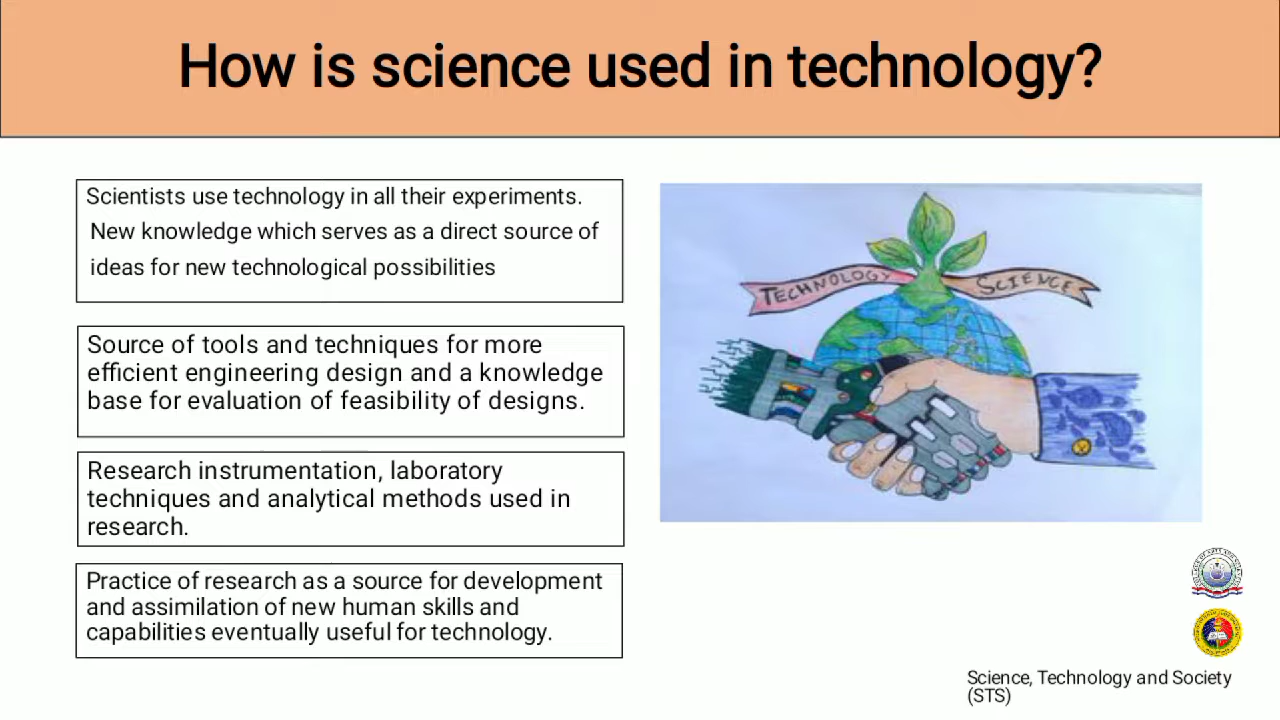 How is science used in technology?
Scientists use technology in all their experiments.
New knowledge which serves as a direct source of
ideas for new technological possibilities
Source of tools and techniques for more
efficient engineering design and a knowledge
base for evaluation of feasibility of designs.
Research instrumentation, laboratory
techniques and analytical methods used in
research.
Practice of research as a source for development
and assimilation of new human skills and
capabilities eventually useful for technology.
TECHNOLOGY
SCIENCE
Science, Technology and Society
(STS)